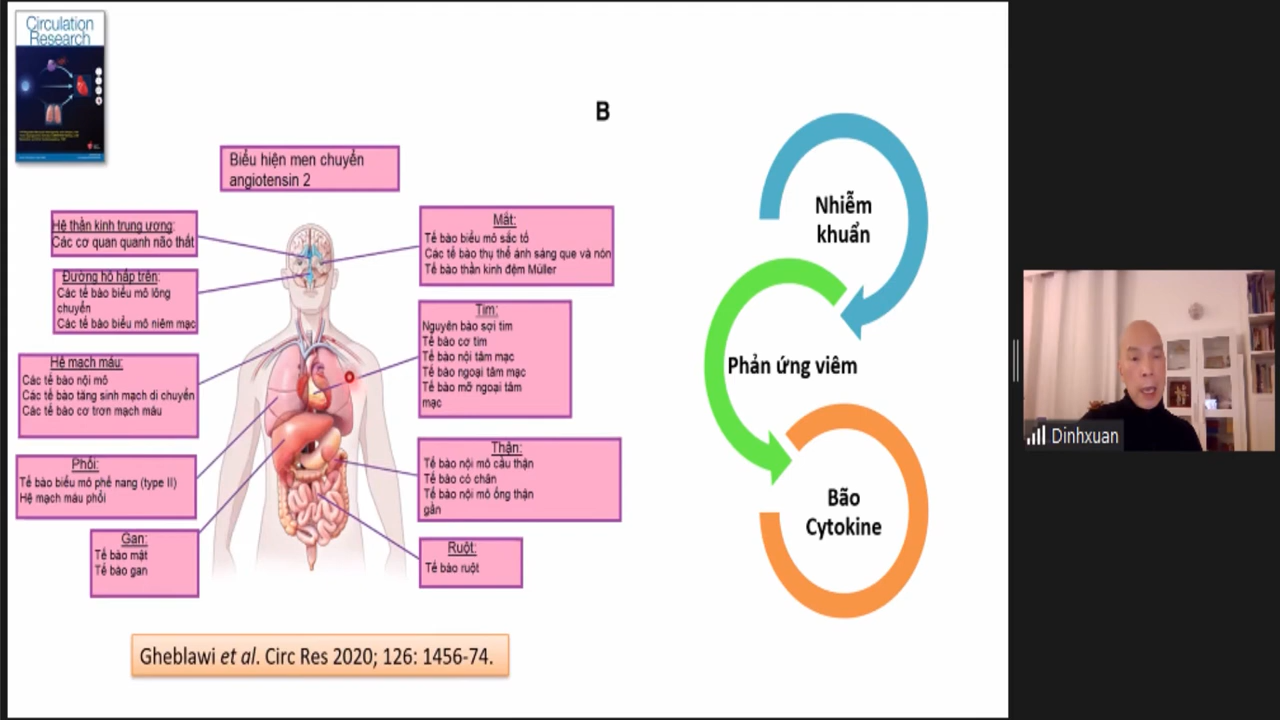 Circulation
Research
B
Biểu hiện men chuyển
angiotensin 2
Hệ thần kinh trung ương:
Các cơ quan quanh não thất
Đường hô hấp trên:
Các tế bào biểu mô lông
chuyển
Các tế bào biểu mô niêm mạc
Hệ mạch máu:
Các tế bào nội mô
Các tế bào tăng sinh mạch di chuyển
Các tế bào cơ trơn mạch máu
Phổi:
Tế bào biểu mô phế nang (type II)
Hệ mạch máu phổi
Gan:
Tế bào mật
Tế bào gan
Mắt:
Tế bào biểu mô sắc tố
Các tế bào thụ thể ánh sáng que và nón
Tế bào thần kinh đệm Müller
Tim:
Nguyên bào sợi tim
Tế bào cơ tim
Tế bào nội tâm mạc
Tế bào ngoại tâm mạc
Tế bào mỡ ngoại tâm
mạc
Thận:
Tế bào nội mô cầu thận
Tế bào có chân
Tế bào nội mô ống thận
gần
Ruột:
Tế bào ruột
Gheblawi et al. Circ Res 2020; 126: 1456-74.
Nhiễm
khuẩn
Phản ứng viêm
Bão
Cytokine
Dinhxuan